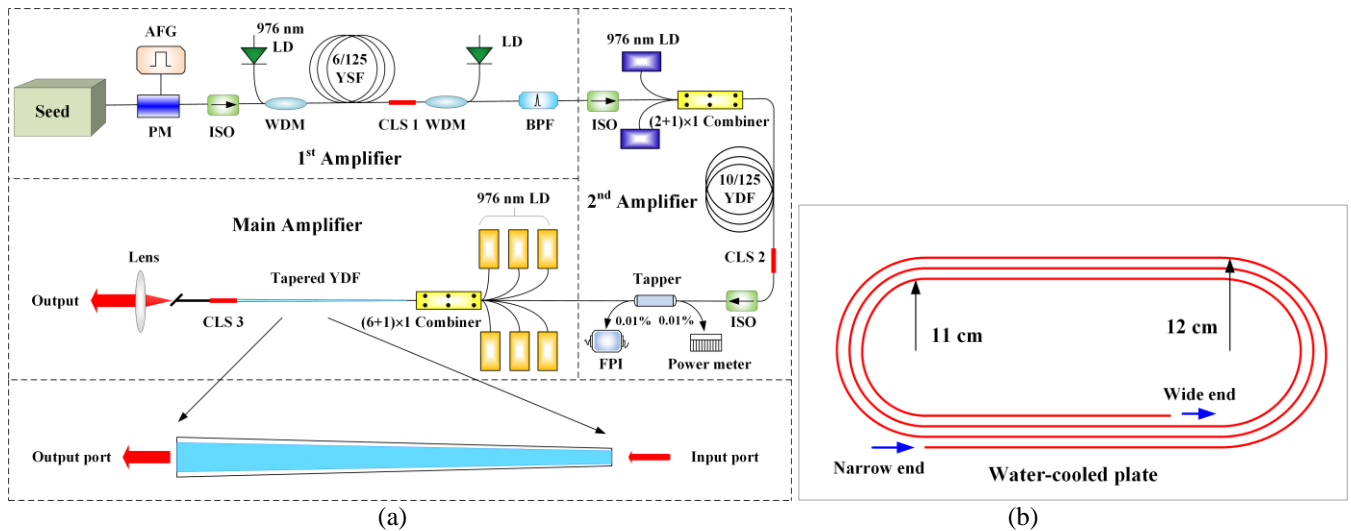 AFG
976 nm
LD
6/125
YSF
LD
Seed
PM
ISO
WDM
CLS 1
WDM
BPF
1st Amplifier
976 nm LD
ISO
(2+1)×1 Combiner
10/125
YDF
2nd Amplifier
CLS 2
ISO
Tapper
0.01%
0.01%
FPI
Power meter
Main Amplifier
976 nm LD
Lens
Tapered YDF
Output
CLS 3
(6+1)×1 Combiner
Output port
Input port
(a)
11 cm
12 cm
Wide end
Narrow end
Water-cooled plate
(b)